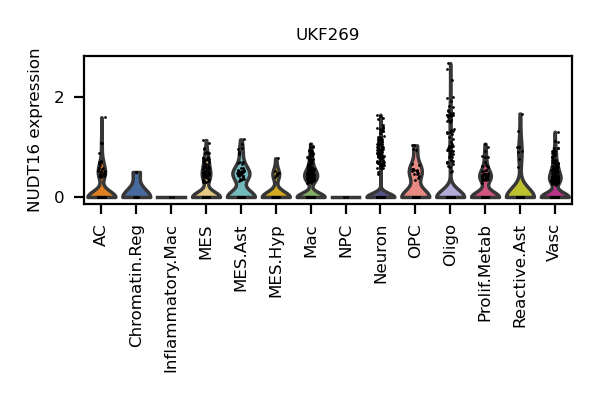 UKF269
NUDT16 expression
2
0
AC
Chromatin.Reg
Inflammatory.Mac
MES
MES.Ast
MES.Hyp
Mac
NPC
Neuron
OPC
Oligo
Prolif.Metab
Reactive.Ast
Vasc